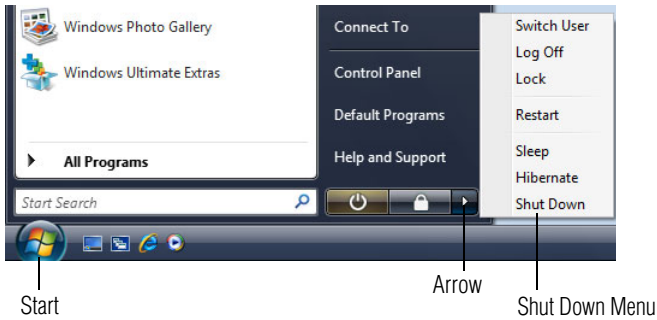 Windows Photo Gallery
Windows Ultimate Extras
All Programs
Start Search
Connect To
Control Panel
Default Programs
Help and Support
Switch User
Log Off
Lock
Restart
Sleep
Hibernate
Shut Down
Start
Arrow
Shut Down Menu